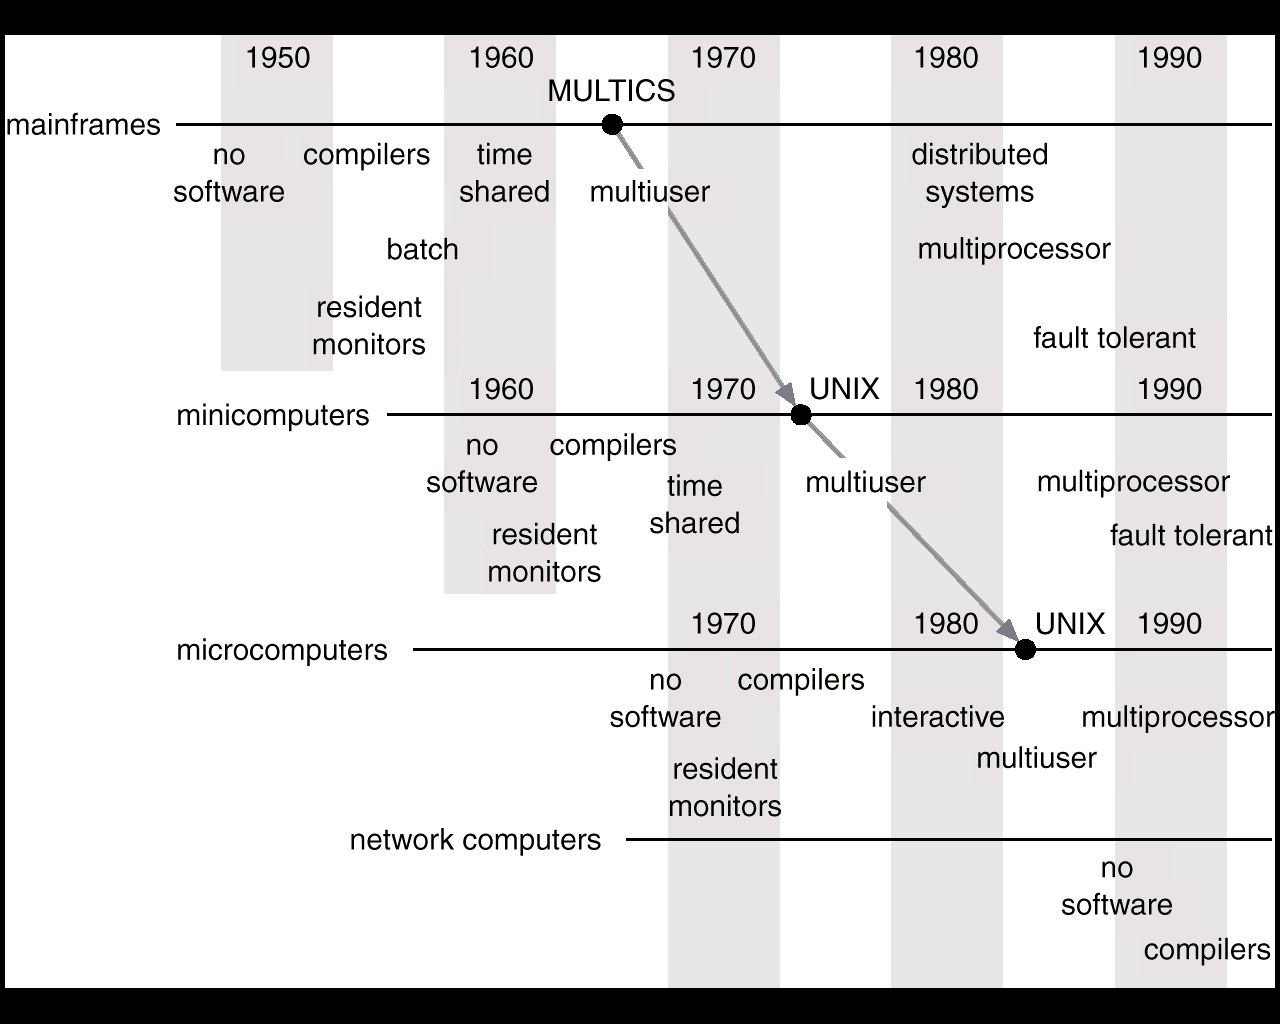 1950 1960 1970 1980 1990
MULTICS
mainframes
no compilers time distributed
software shared multiuser systems
batch multiprocessor
resident
monitors fault tolerant
1960 1970 UNIX 1980 1990
minicomputers
no compilers
software time multiuser multiprocessor
shared
resident fault tolerant
monitors
1970 1980 UNIX 1990
microcomputers
no compilers
software interactive multiprocessor
multiuser
resident
monitors
network computers
no
software
compilers